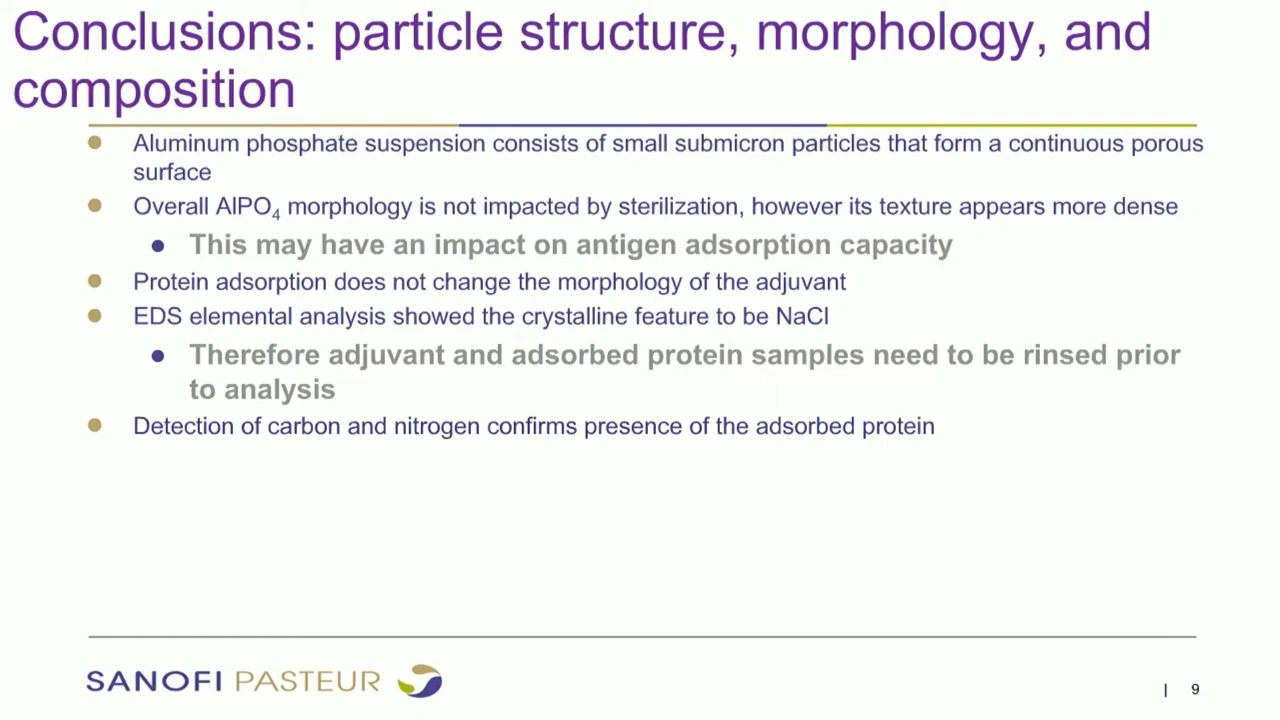 Conclusions: particle structure, morphology, and
composition
Aluminum phosphate suspension consists of small submicron particles that form a continuous porous
surface
Overall AlPO₄ morphology is not impacted by sterilization, however its texture appears more dense
This may have an impact on antigen adsorption capacity
Protein adsorption does not change the morphology of the adjuvant
EDS elemental analysis showed the crystalline feature to be NaCl
Therefore adjuvant and adsorbed protein samples need to be rinsed prior
to analysis
Detection of carbon and nitrogen confirms presence of the adsorbed protein
SANOFI PASTEUR
| 9